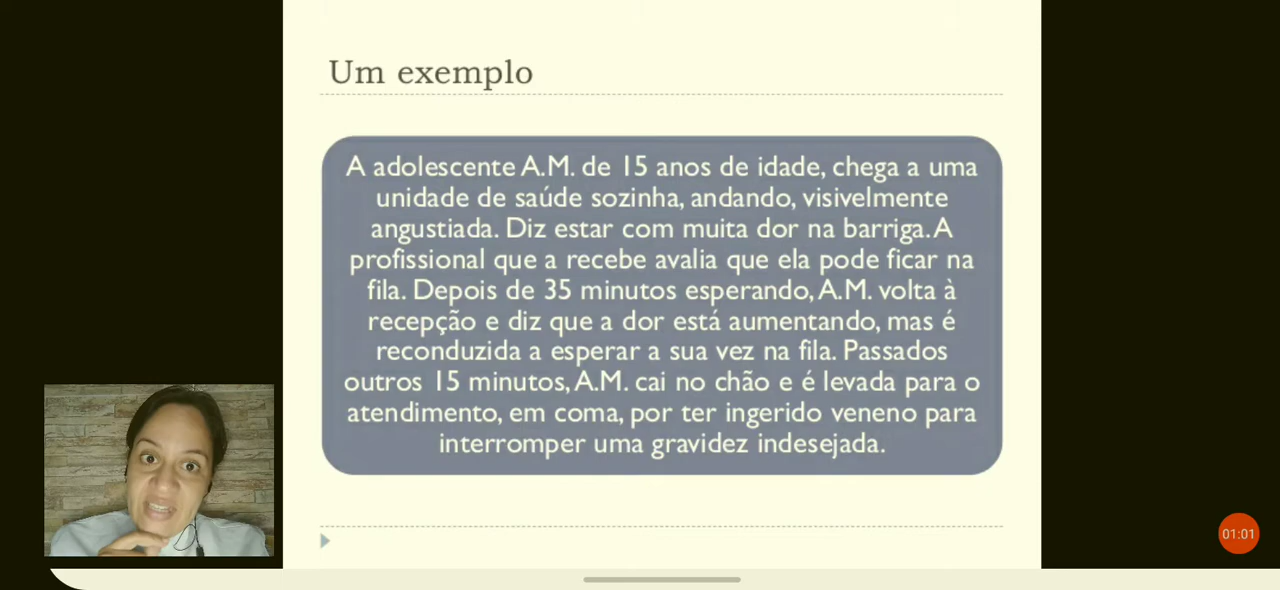 Um exemplo
A adolescente A.M. de 15 anos de idade, chega a uma
unidade de saúde sozinha, andando, visivelmente
angustiada. Diz estar com muita dor na barriga. A
profissional que a recebe avalia que ela pode ficar na
fila. Depois de 35 minutos esperando, A.M. volta à
recepção e diz que a dor está aumentando, mas é
reconduzida a esperar a sua vez na fila. Passados
outros 15 minutos, A.M. cai no chão e é levada para o
atendimento, em coma, por ter ingerido veneno para
interromper uma gravidez indesejada.
01:01